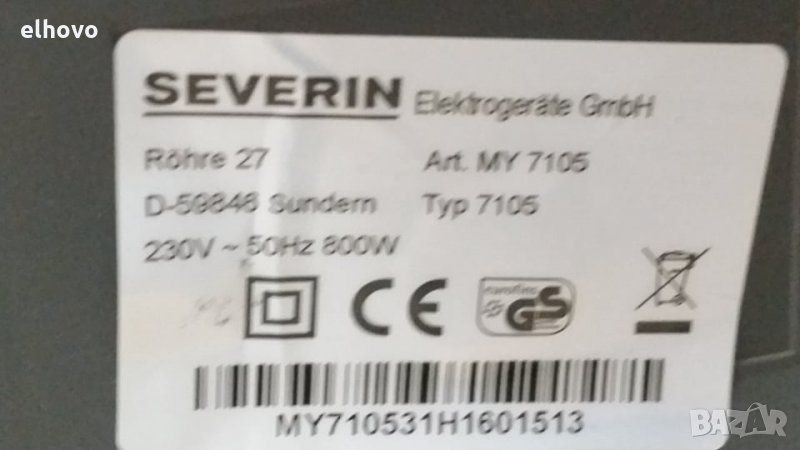 elhovo
SEVERIN Elektrogeräte GmbH
Röhre 27 Art. MY 7105
D-59846 Sundern Typ 7105
230V ~ 50Hz 800W
CE GS
MY710531H1601513
BAZAR